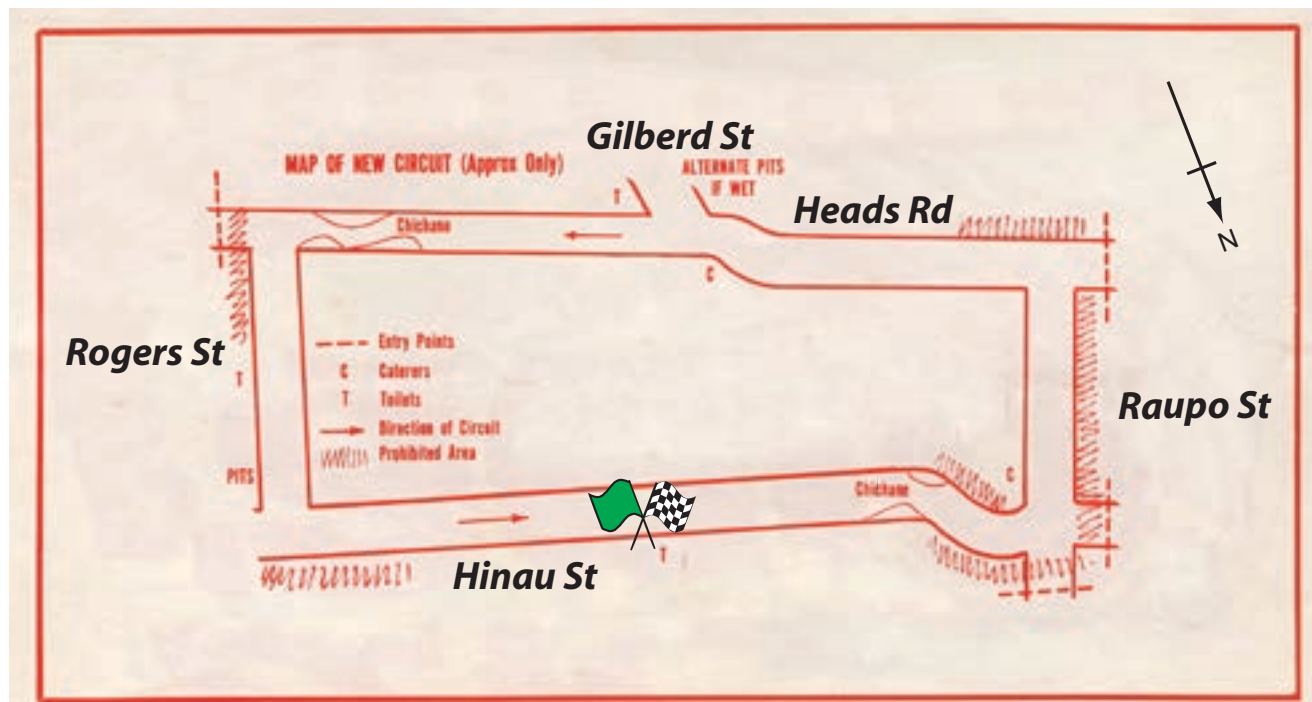 Gilberd St
MAP OF NEW CIRCUIT (Approx Only)
ALTERNATE PITS
IF WET
T
Heads Rd
Chichane
N
C
Rogers St
Entry Points
C Caterers
T Toilets
Direction of Circuit
Prohibited Area
T
Raupo St
PITS
C
Chichane
T
Hinau St